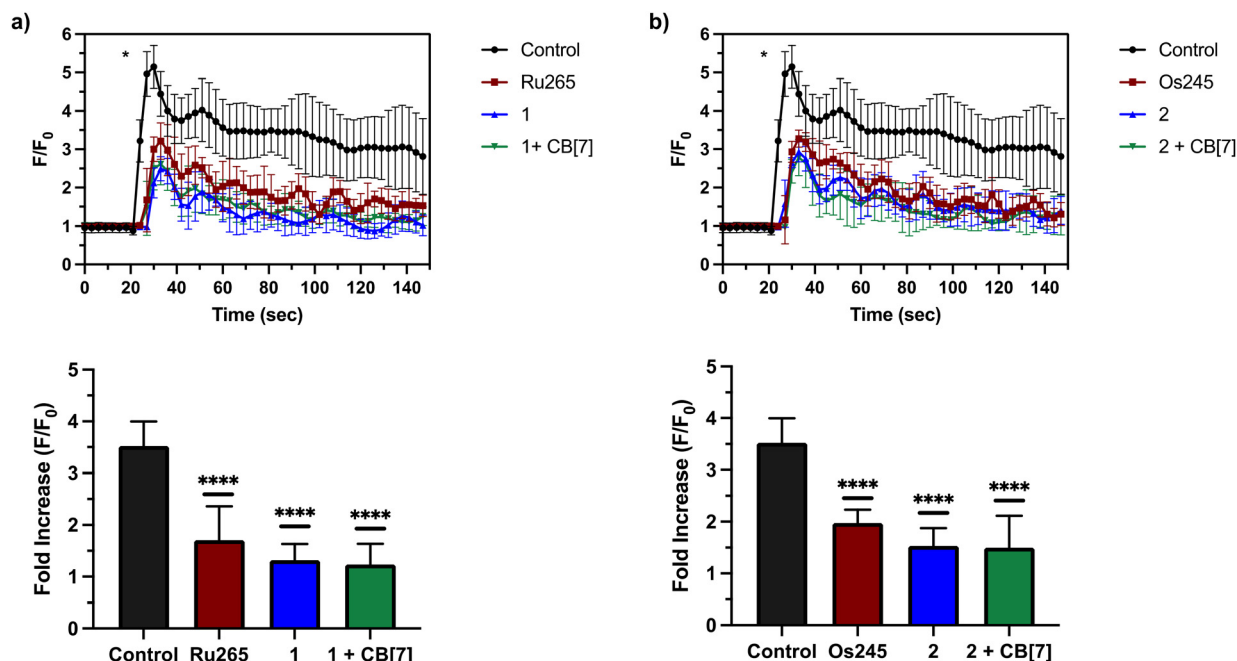 a)
F/F0
6
5
4
3
2
1
0
*
0 20 40 60 80 100 120 140
Time (sec)
Control
Ru265
1
1+ CB[7]
b)
F/F0
6
5
4
3
2
1
0
*
0 20 40 60 80 100 120 140
Time (sec)
Control
Os245
2
2 + CB[7]
Fold Increase (F/F0)
5
4
3
2
1
0
****
****
****
Control Ru265 1 1 + CB[7]
Fold Increase (F/F0)
5
4
3
2
1
0
****
****
****
Control Os245 2 2 + CB[7]